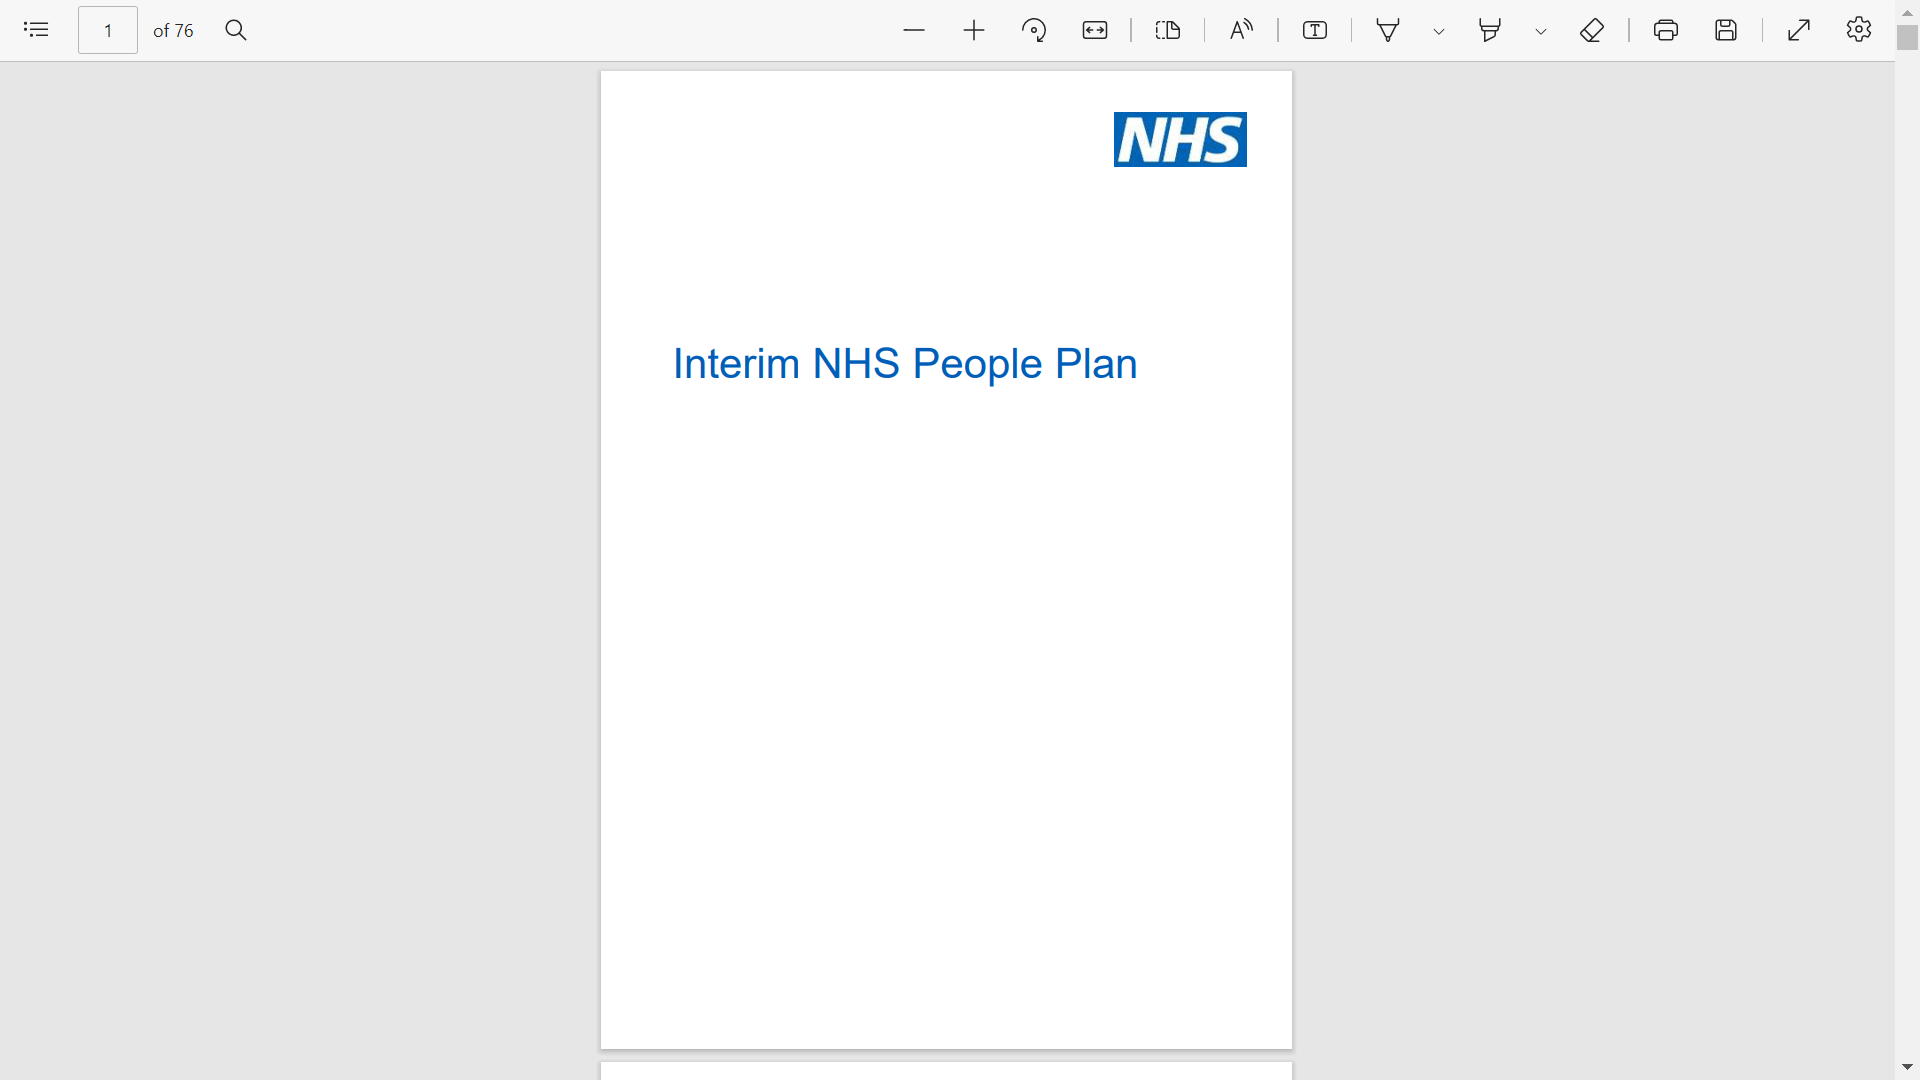 1 of 76
NHS
Interim NHS People Plan